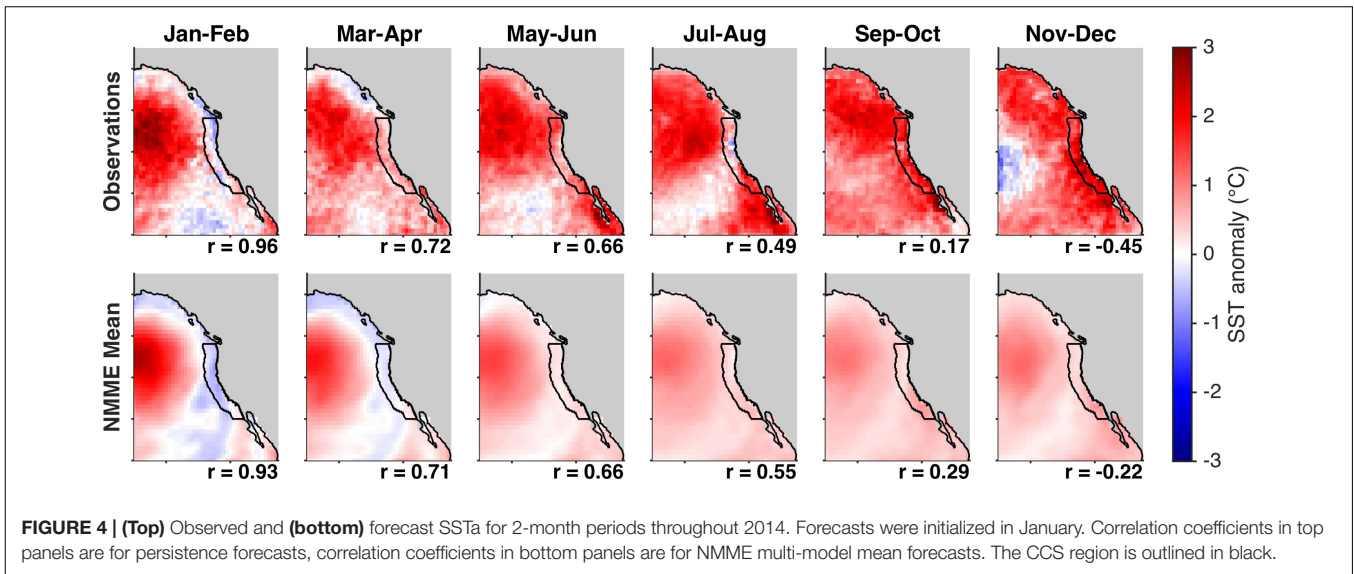 Jan-Feb Mar-Apr May-Jun Jul-Aug Sep-Oct Nov-Dec
Observations
r = 0.96 r = 0.72 r = 0.66 r = 0.49 r = 0.17 r = -0.45
NMME Mean
r = 0.93 r = 0.71 r = 0.66 r = 0.55 r = 0.29 r = -0.22
3
2
1
0
-1
-2
-3
SST anomaly (°C)
FIGURE 4 | (Top) Observed and (bottom) forecast SSTa for 2-month periods throughout 2014. Forecasts were initialized in January. Correlation coefficients in top
panels are for persistence forecasts, correlation coefficients in bottom panels are for NMME multi-model mean forecasts. The CCS region is outlined in black.